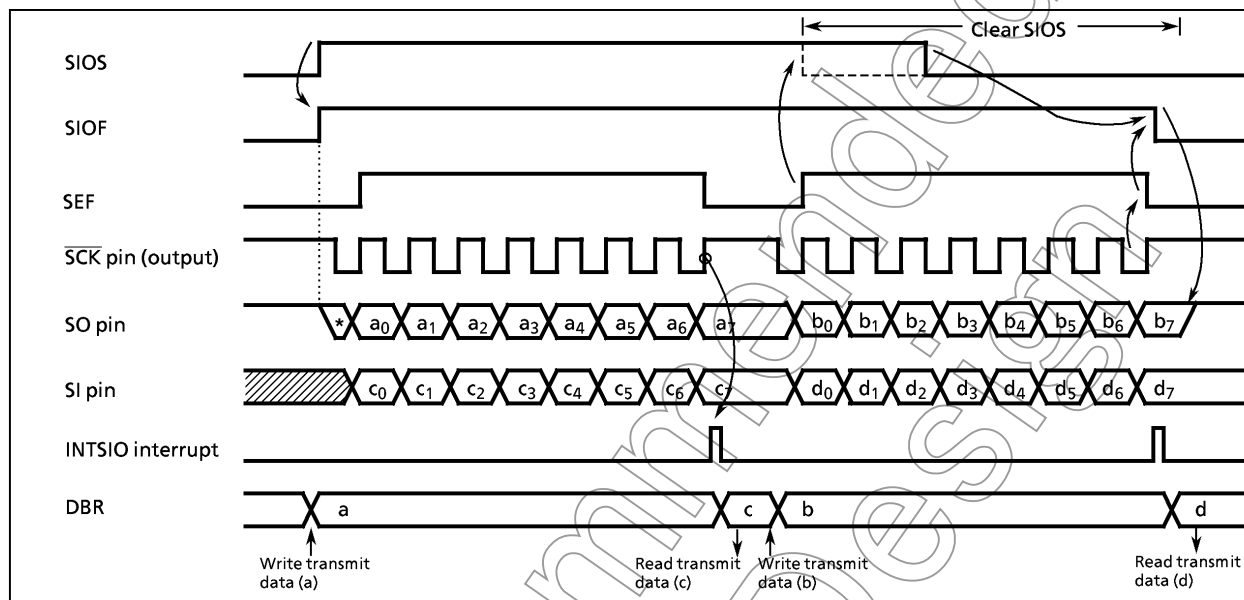 Clear SIOS
SIOS
SIOF
SEF
SCK pin (output)
SO pin
* a0 a1 a2 a3 a4 a5 a6 a7 b0 b1 b2 b3 b4 b5 b6 b7
SI pin
c0 c1 c2 c3 c4 c5 c6 c7 d0 d1 d2 d3 d4 d5 d6 d7
INTSIO interrupt
DBR
a c b d
Write transmit
data (a)
Read transmit
data (c)
Write transmit
data (b)
Read transmit
data (d)